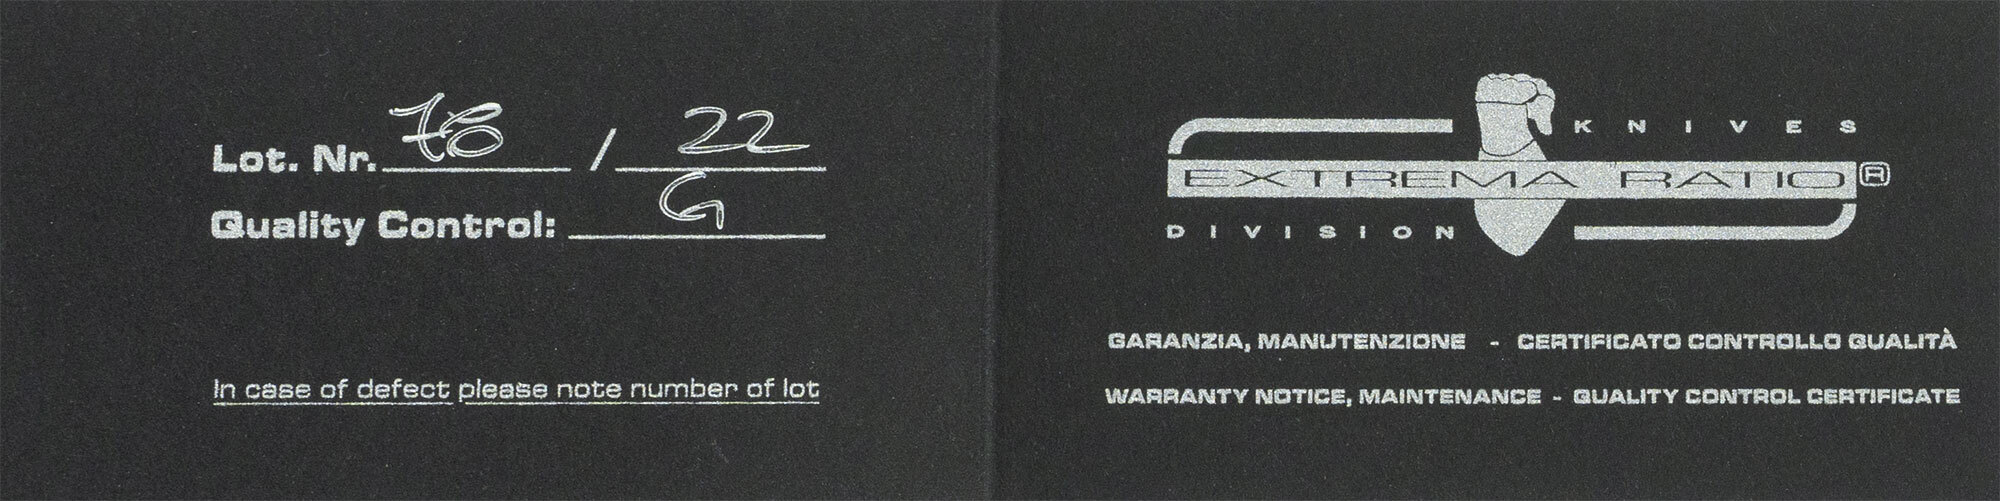 Lot. Nr. 78 / 22
Quality Control: G
In case of defect please note number of lot
KNIVES
EXTREMA RATIO®
DIVISION
GARANZIA, MANUTENZIONE - CERTIFICATO CONTROLLO QUALITÀ
WARRANTY NOTICE, MAINTENANCE - QUALITY CONTROL CERTIFICATE